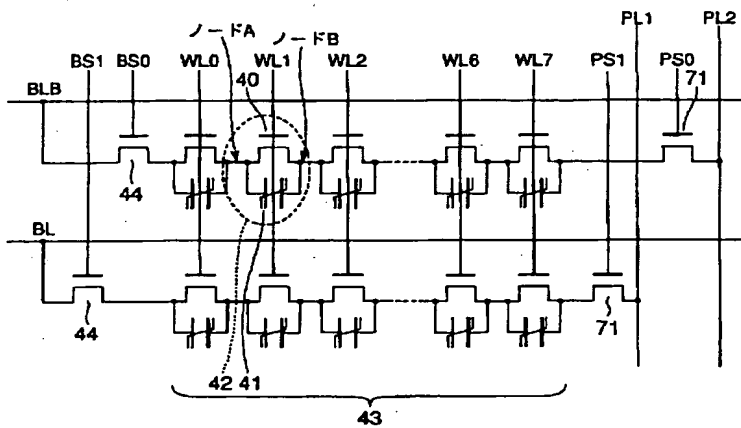 PL1 PL2
ノードA ノードB
BS1 BS0 WL0 WL1 WL2 WL6 WL7 PS1 PS0
40 71
BLB
44
BL
44 71
42 41
43